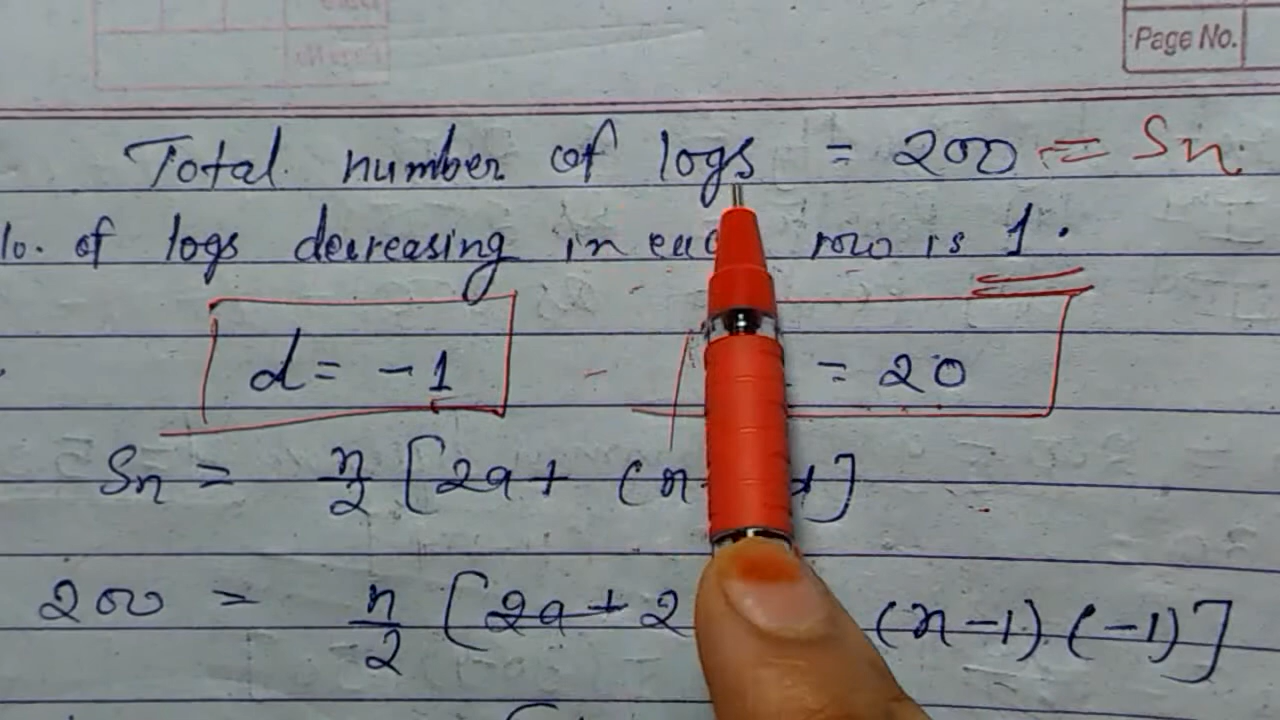 Page No.
Total number of logs = 200 = Sn
of logs decreasing in row is 1.
d = -1 = 20
Sn = n/2 [2a + (n
200 = n/2 [2a + 2 (n-1) (-1)]